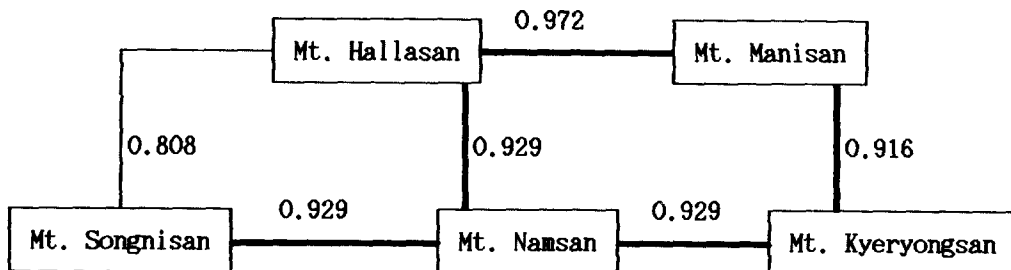 0.972
Mt. Hallasan
Mt. Manisan
0.808
0.929
0.916
0.929
0.929
Mt. Songnisan
Mt. Namsan
Mt. Kyeryongsan